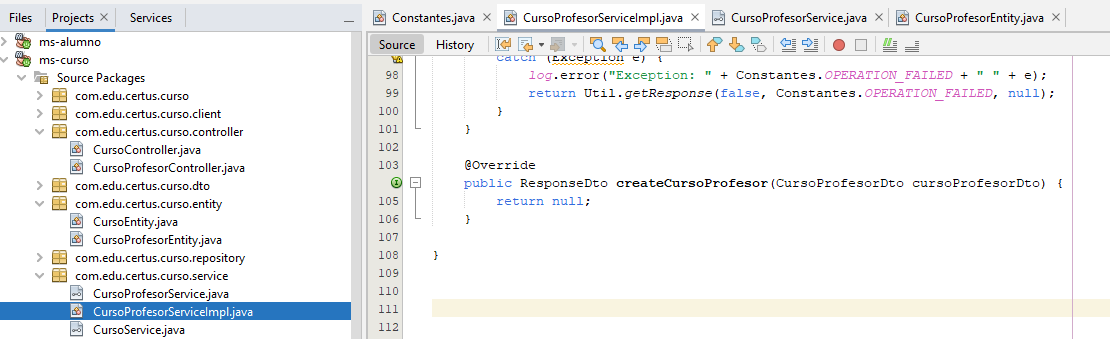 Files Projects Services
ms-alumno
ms-curso
Source Packages
com.edu.certus.curso
com.edu.certus.curso.client
com.edu.certus.curso.controller
CursoController.java
CursoProfesorController.java
com.edu.certus.curso.dto
com.edu.certus.curso.entity
CursoEntity.java
CursoProfesorEntity.java
com.edu.certus.curso.repository
com.edu.certus.curso.service
CursoProfesorService.java
CursoProfesorServiceImpl.java
CursoService.java
Constantes.java CursoProfesorServiceImpl.java CursoProfesorService.java CursoProfesorEntity.java
Source History
catch (Exception e) {
98 log.error("Exception: " + Constantes.OPERATION_FAILED + " " + e);
99 return Util.getResponse(false, Constantes.OPERATION_FAILED, null);
100 }
101 }
102
103 @Override
public ResponseDto createCursoProfesor(CursoProfesorDto cursoProfesorDto) {
105 return null;
106 }
107
108 }
109
110
111
112